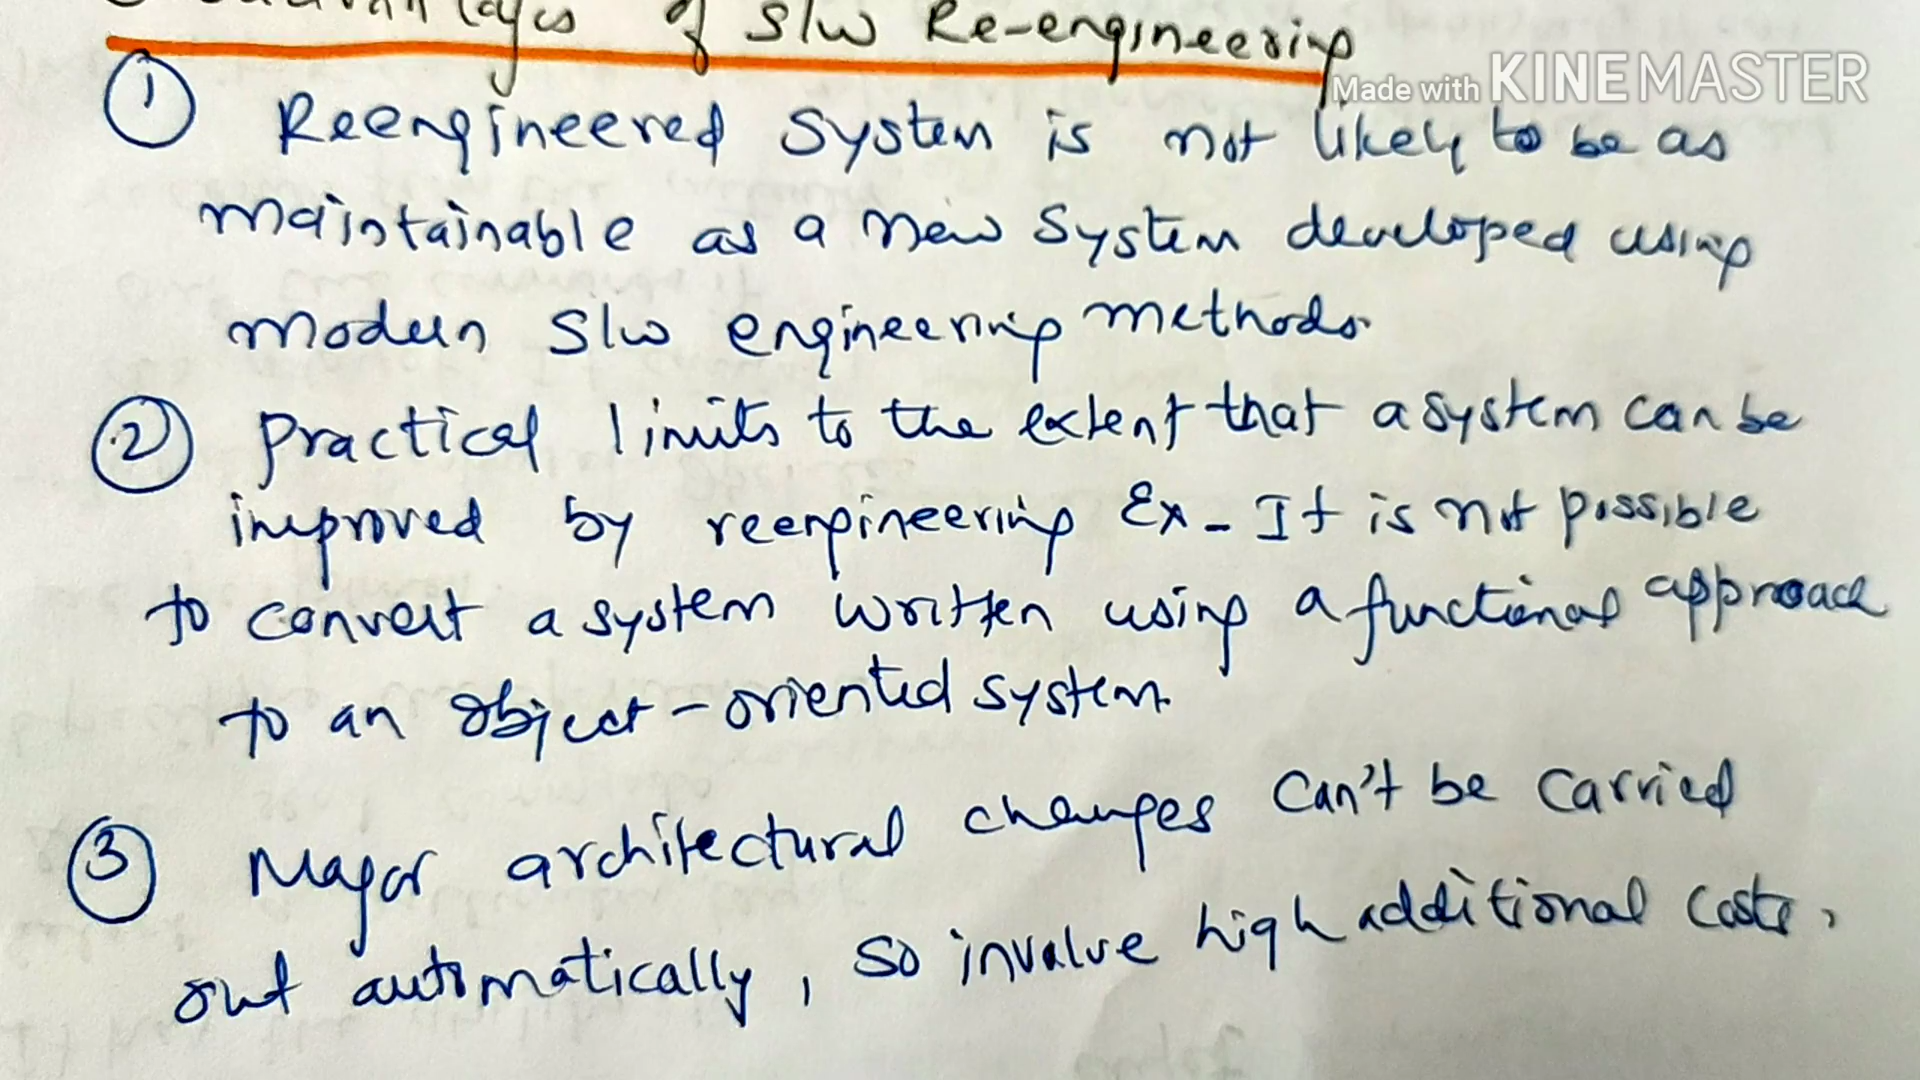 of S/w Re-engineering
Made with KINEMASTER
① Reengineered System is not likely to be as
maintainable as a new System developed using
modern S/w engineering methods.
② Practical limits to the extent that a system can be
improved by reengineering Ex - It is not possible
to convert a system written using a functional approach
to an object-oriented system.
③ Major architectural changes can't be carried
out automatically, so involve high additional costs.